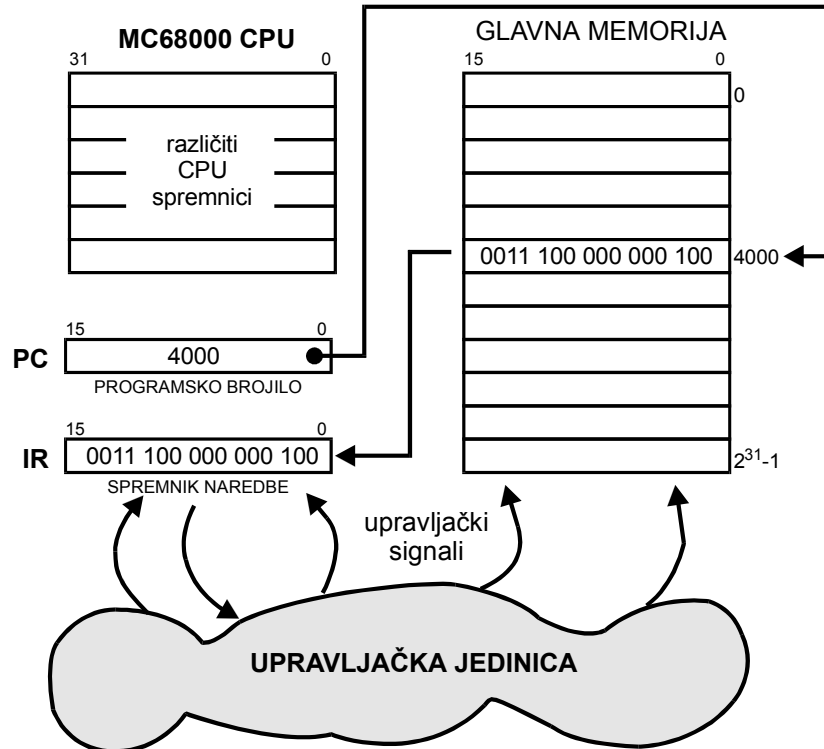 MC68000 CPU
31 0
različiti
CPU
spremnici
GLAVNA MEMORIJA
15 0
0
0011 100 000 000 100 4000
2³¹-1
15 0
PC 4000
PROGRAMSKO BROJILO
15 0
IR 0011 100 000 000 100
SPREMNIK NAREDBE
upravljački
signali
UPRAVLJAČKA JEDINICA